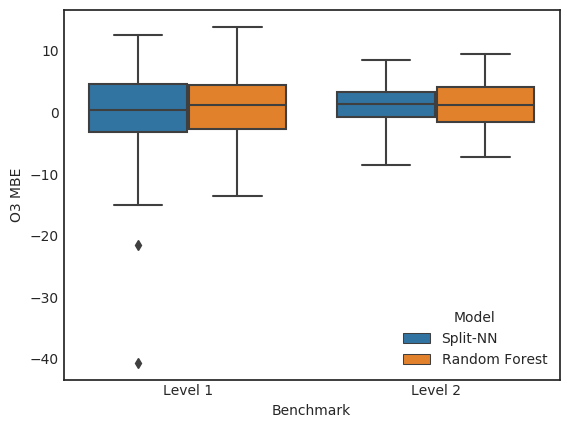 10
0
−10
−20
−30
−40
O3 MBE
Level 1
Level 2
Benchmark
Model
Split-NN
Random Forest